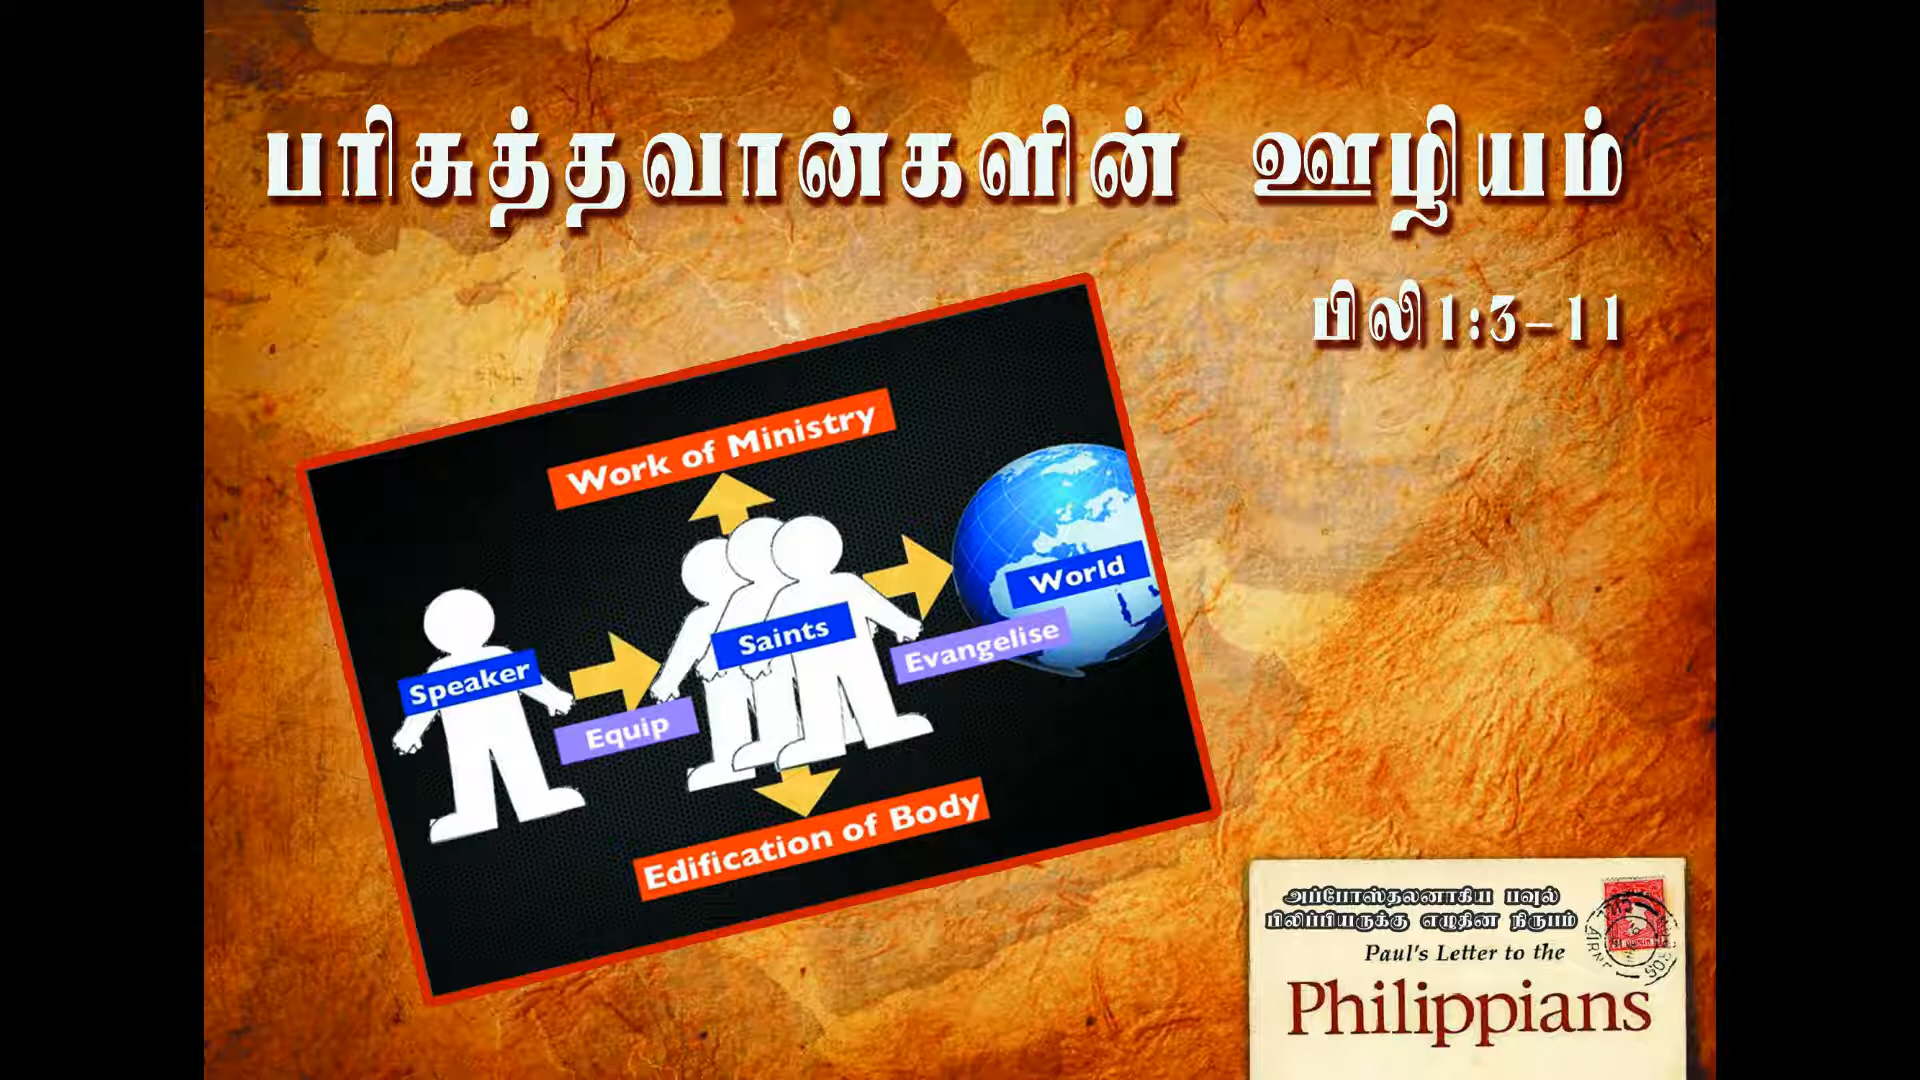 பரிசுத்தவான்களின் ஊழியம்
பிலி 1:3-11
Work of Ministry
World
Saints
Evangelise
Speaker
Equip
Edification of Body
அப்போஸ்தலனாகிய பவுல்
பிலிப்பியருக்கு எழுதின நிருபம்
Paul's Letter to the
Philippians